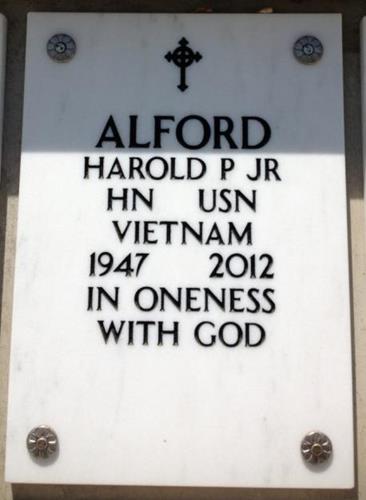 ALFORD
HAROLD P JR
HN USN
VIETNAM
1947 2012
IN ONENESS
WITH GOD